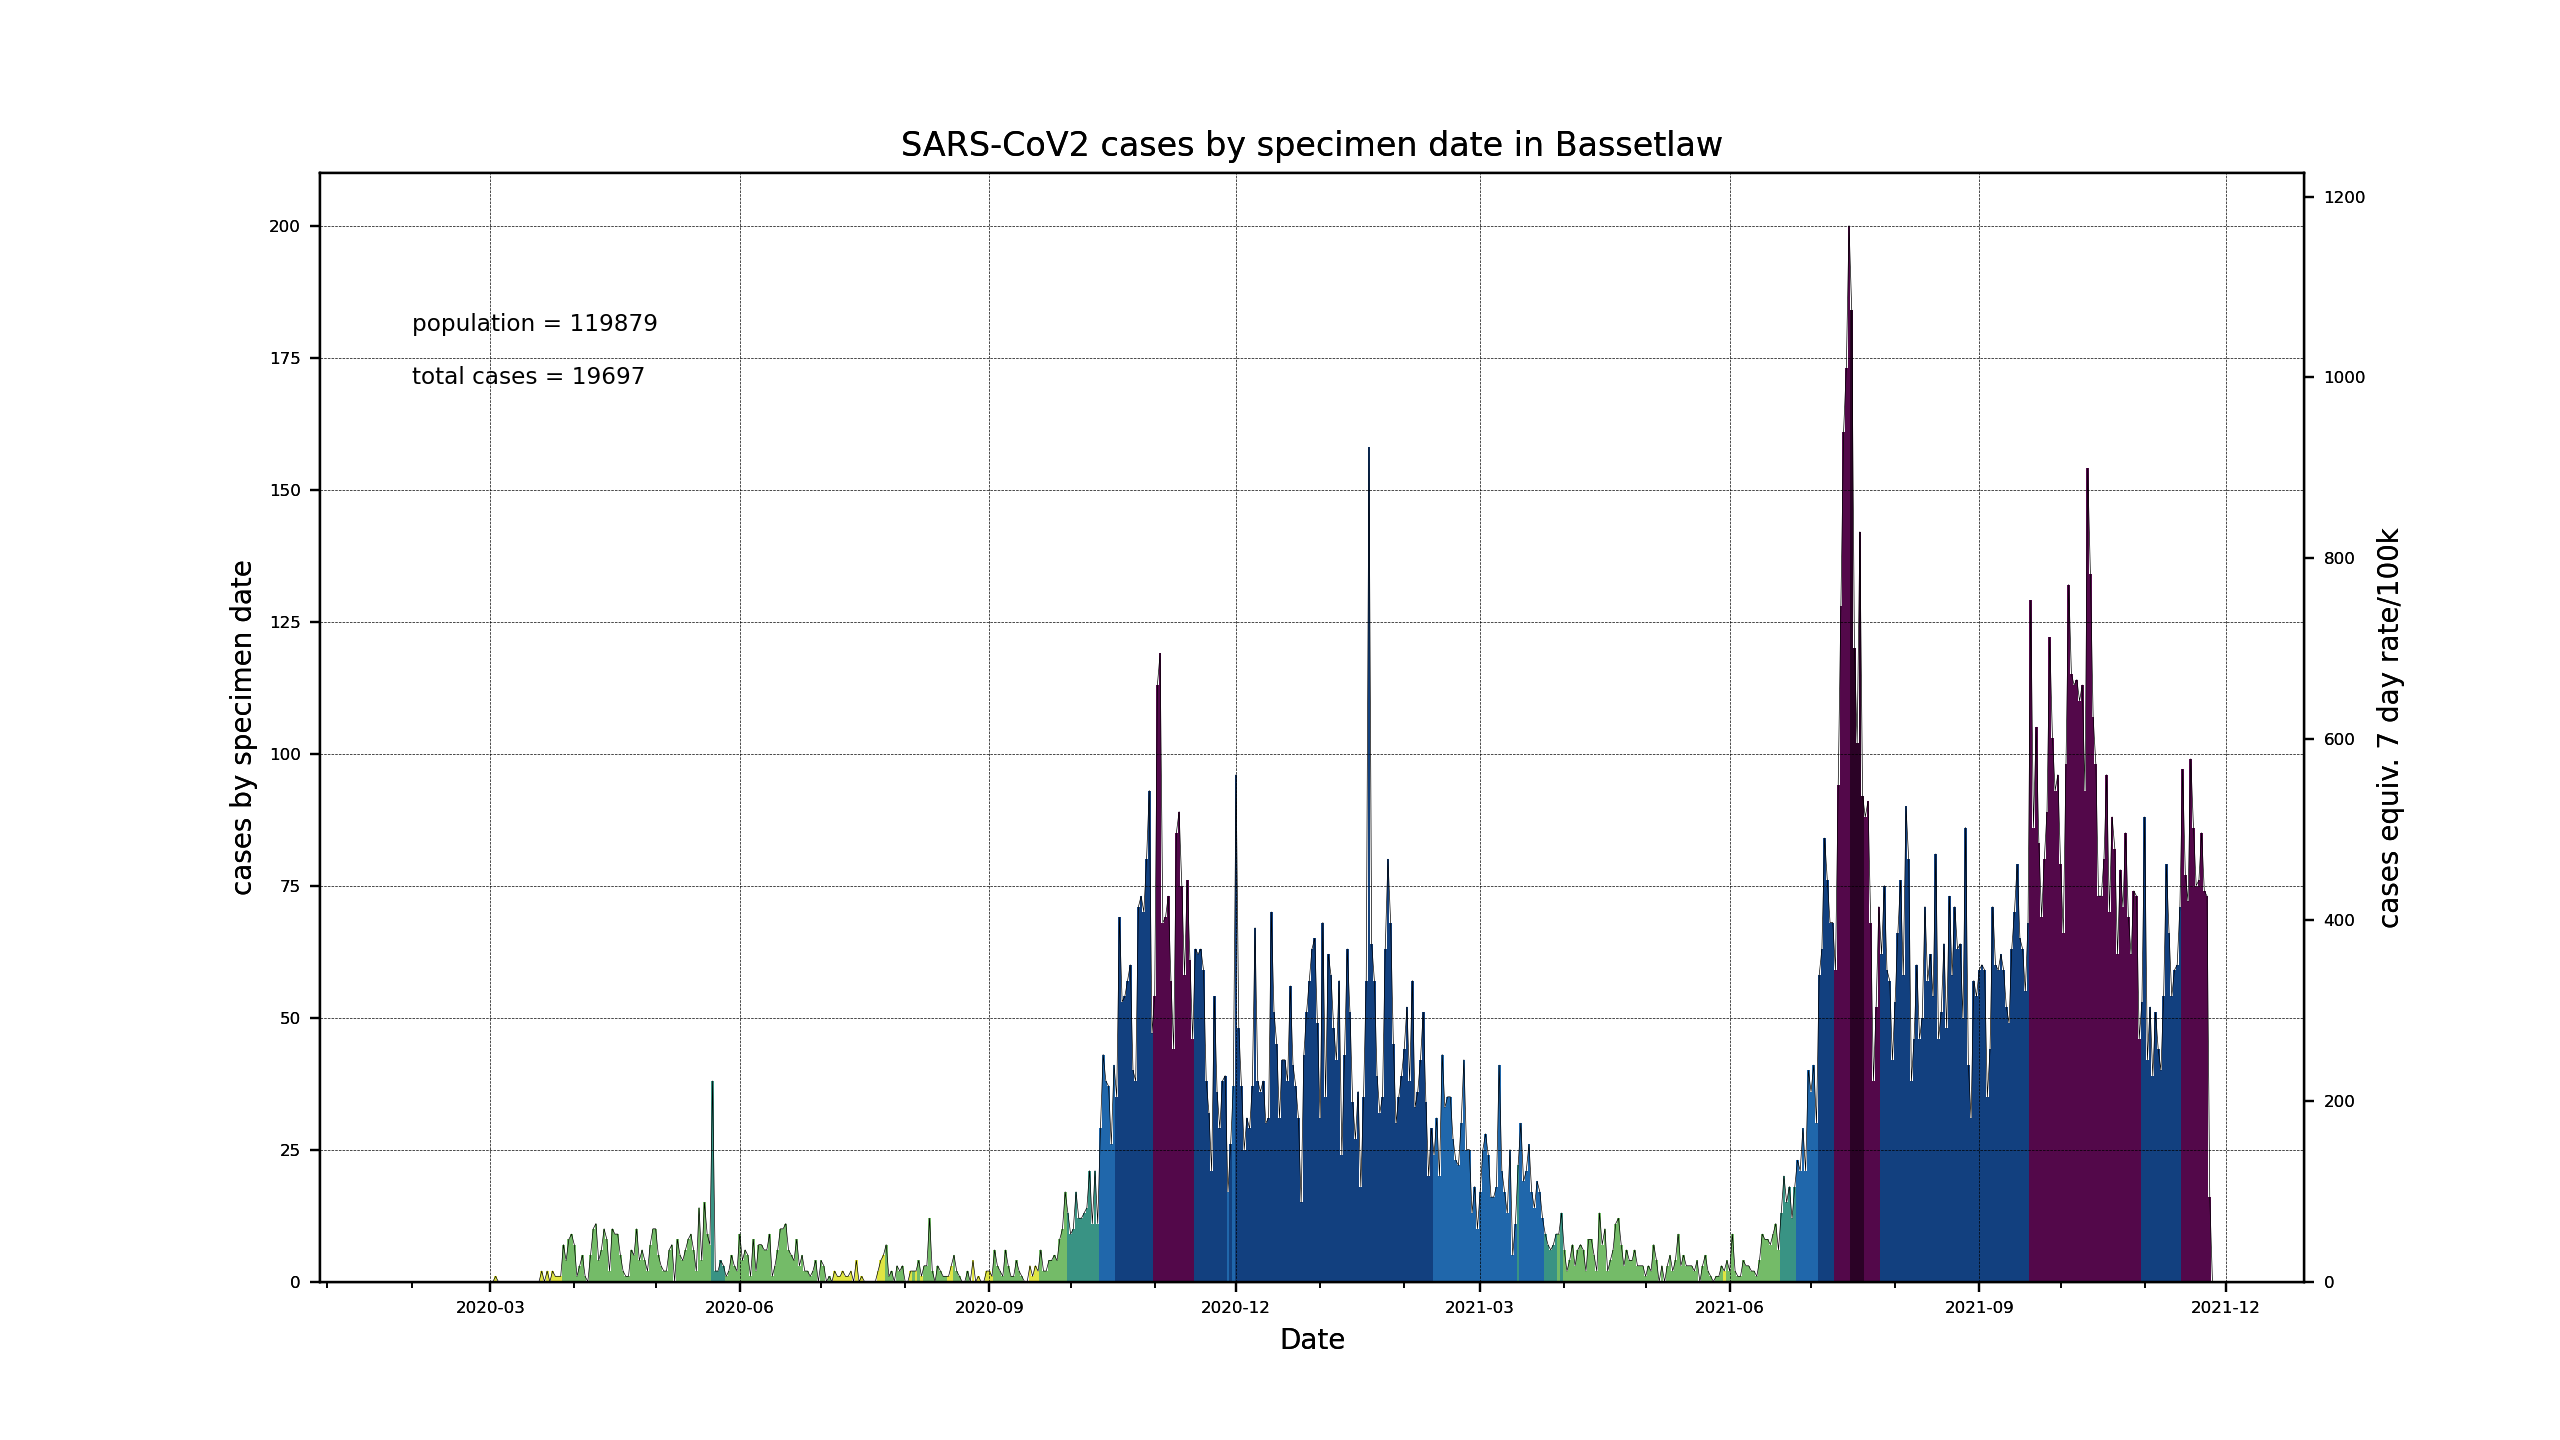 SARS-CoV2 cases by specimen date in Bassetlaw
population = 119879
total cases = 19697
cases by specimen date
200
175
150
125
100
75
50
25
0
1200
1000
800
600
400
200
0
cases equiv. 7 day rate/100k
2020-03 2020-06 2020-09 2020-12 2021-03 2021-06 2021-09 2021-12
Date